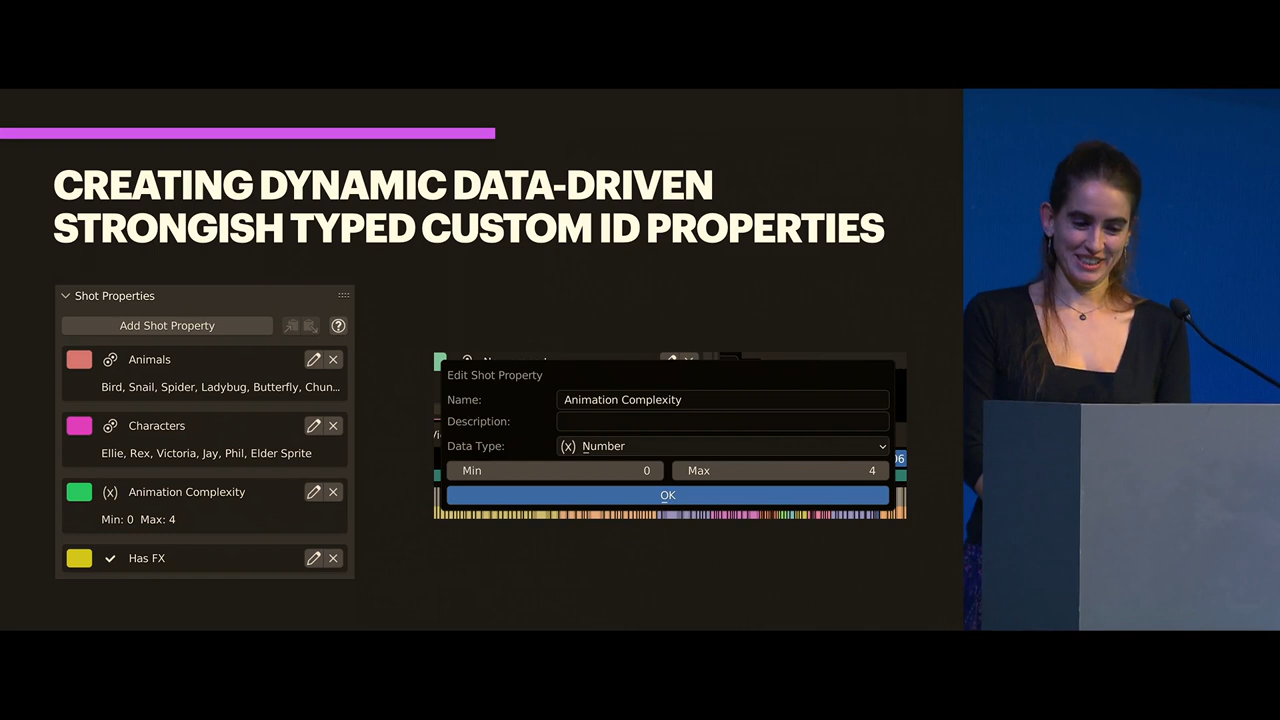 CREATING DYNAMIC DATA-DRIVEN
STRONGISH TYPED CUSTOM ID PROPERTIES
Shot Properties
Add Shot Property
?
Animals
Bird, Snail, Spider, Ladybug, Butterfly, Chun...
Characters
Ellie, Rex, Victoria, Jay, Phil, Elder Sprite
(x) Animation Complexity
Min: 0 Max: 4
Has FX
Edit Shot Property
Name: Animation Complexity
Description:
Data Type: (x) Number
Min 0 Max 4
OK